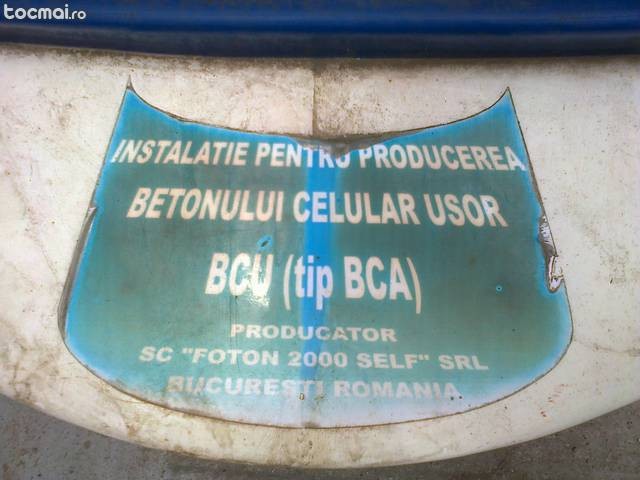 tocmai.ro
INSTALATIE PENTRU PRODUCEREA
BETONULUI CELULAR USOR
BCU (tip BCA)
PRODUCATOR
SC "FOTON 2000 SELF" SRL
BUCURESTI ROMANIA